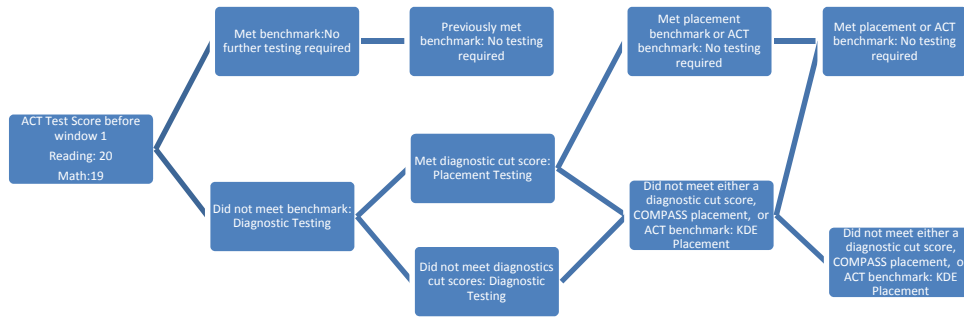 ACT Test Score before
window 1
Reading: 20
Math:19
Met benchmark:No
further testing required
Did not meet benchmark:
Diagnostic Testing
Previously met
benchmark: No testing
required
Met diagnostic cut score:
Placement Testing
Did not meet diagnostics
cut scores: Diagnostic
Testing
Met placement
benchmark or ACT
benchmark: No testing
required
Did not meet either a
diagnostic cut score,
COMPASS placement, or
ACT benchmark: KDE
Placement
Met placement or ACT
benchmark: No testing
required
Did not meet either a
diagnostic cut score,
COMPASS placement, o
ACT benchmark: KDE
Placement